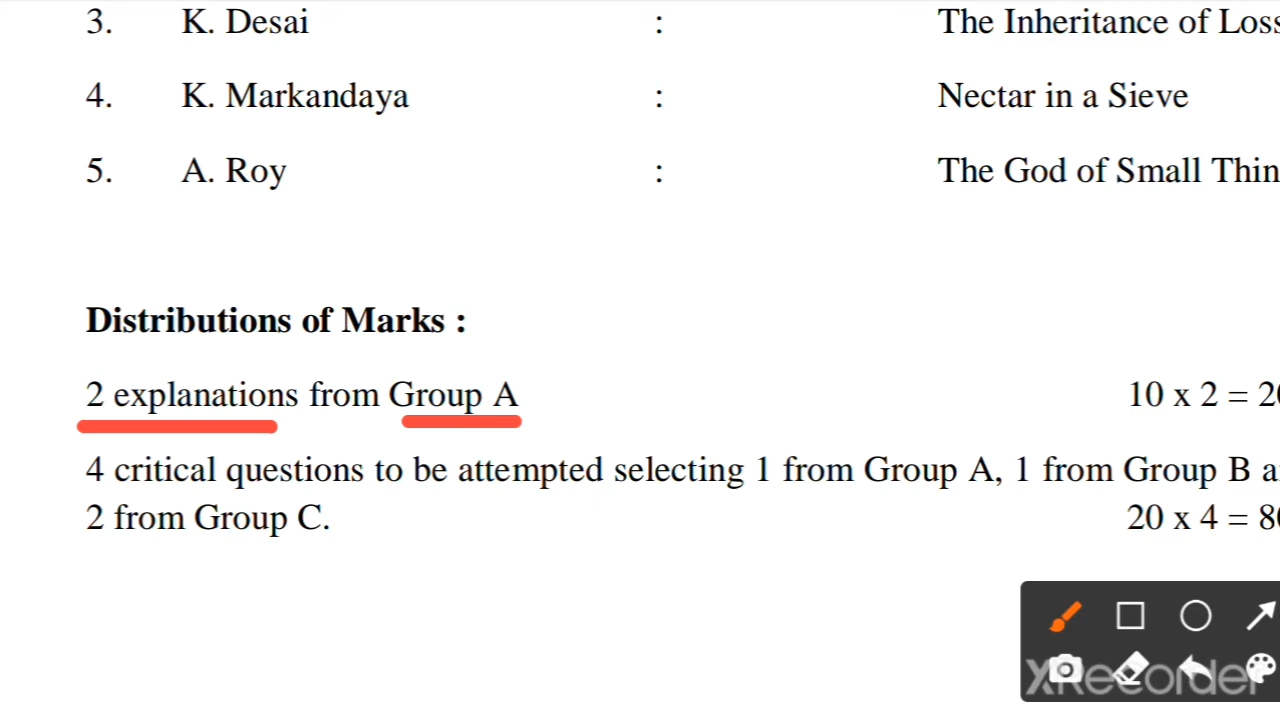 3. K. Desai : The Inheritance of Loss
4. K. Markandaya : Nectar in a Sieve
5. A. Roy : The God of Small Thin
Distributions of Marks :
2 explanations from Group A 10 x 2 = 20
4 critical questions to be attempted selecting 1 from Group A, 1 from Group B a
2 from Group C. 20 x 4 = 80
XRecorder